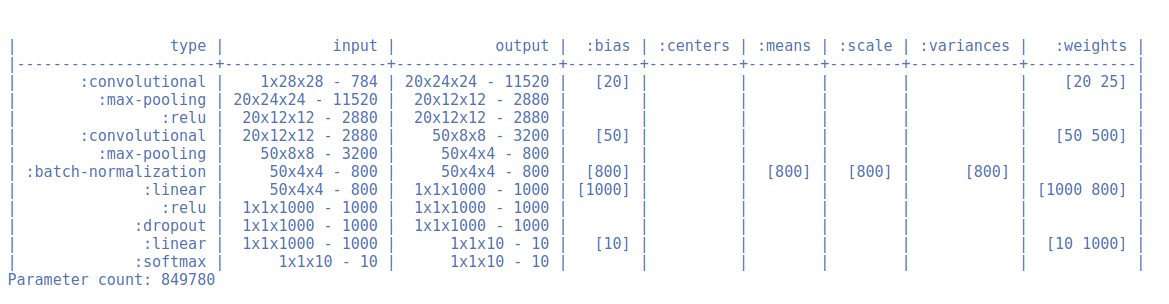 |                 type |            input |           output |  :bias | :centers | :means | :scale | :variances |   :weights |
|----------------------+------------------+------------------+--------+----------+--------+--------+------------+------------|
|       :convolutional |    1x28x28 - 784 | 20x24x24 - 11520 |   [20] |          |        |        |            |    [20 25] |
|         :max-pooling | 20x24x24 - 11520 |  20x12x12 - 2880 |        |          |        |        |            |            |
|                :relu |  20x12x12 - 2880 |  20x12x12 - 2880 |        |          |        |        |            |            |
|       :convolutional |  20x12x12 - 2880 |    50x8x8 - 3200 |   [50] |          |        |        |            |   [50 500] |
|         :max-pooling |    50x8x8 - 3200 |     50x4x4 - 800 |        |          |        |        |            |            |
| :batch-normalization |     50x4x4 - 800 |     50x4x4 - 800 |  [800] |          |  [800] |  [800] |      [800] |            |
|              :linear |     50x4x4 - 800 |  1x1x1000 - 1000 | [1000] |          |        |        |            | [1000 800] |
|                :relu |  1x1x1000 - 1000 |  1x1x1000 - 1000 |        |          |        |        |            |            |
|             :dropout |  1x1x1000 - 1000 |  1x1x1000 - 1000 |        |          |        |        |            |            |
|              :linear |  1x1x1000 - 1000 |      1x1x10 - 10 |   [10] |          |        |        |            |  [10 1000] |
|             :softmax |      1x1x10 - 10 |      1x1x10 - 10 |        |          |        |        |            |            |
Parameter count: 849780